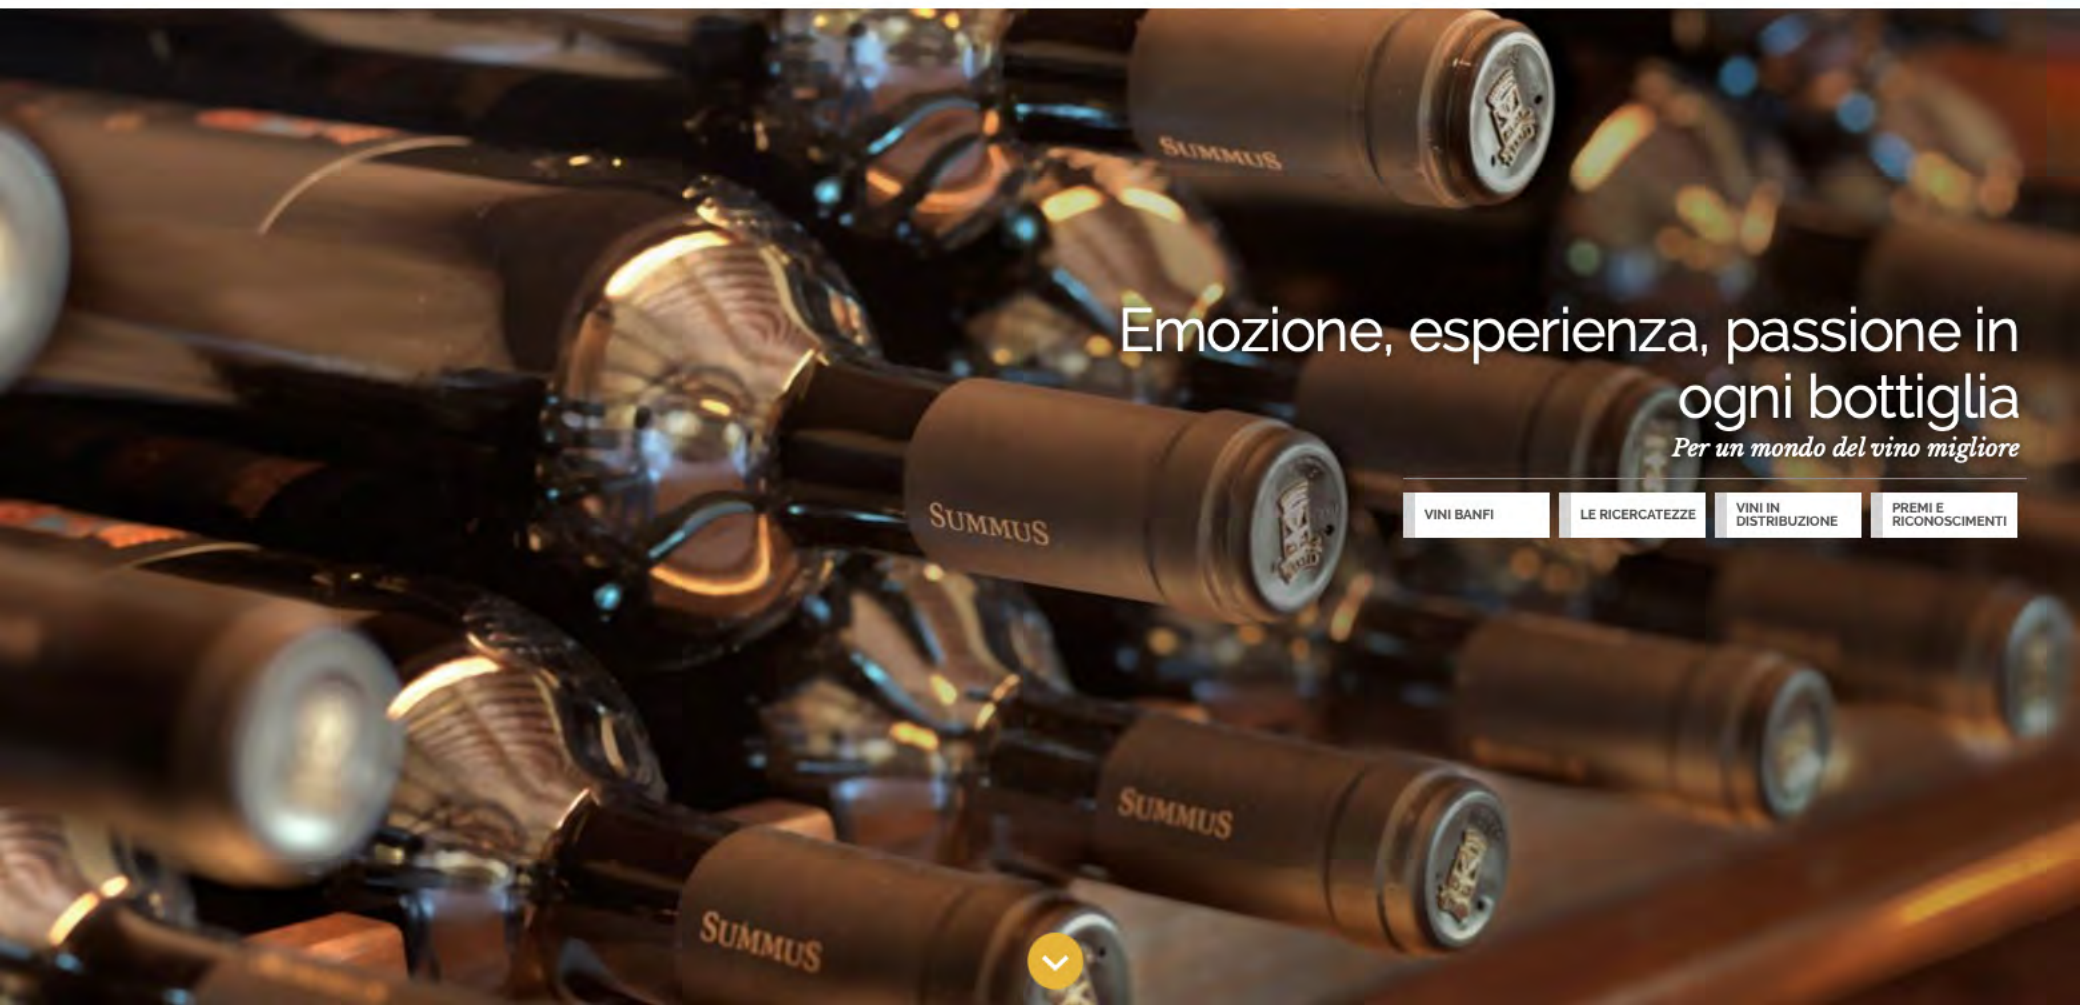 SUMMUS
Emozione, esperienza, passione in
ogni bottiglia
Per un mondo del vino migliore
VINI BANFI
LE RICERCATEZZE
VINI IN
DISTRIBUZIONE
PREMI E
RICONOSCIMENTI
SUMMUS
SUMMUS
SUMMUS